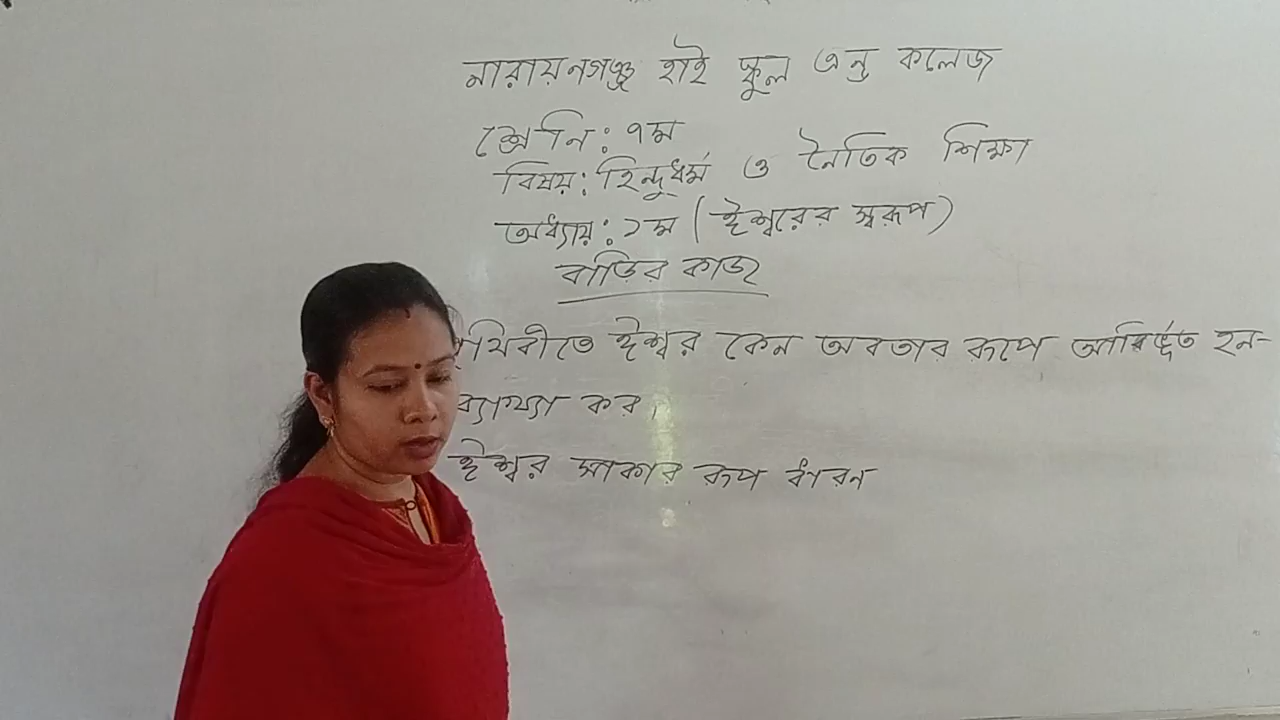 নারায়নগঞ্জ হাই স্কুল এন্ড কলেজ
শ্রেনি: ৭ম
বিষয়: হিন্দুধর্ম ও নৈতিক শিক্ষা
অধ্যায়: ১ম (ঈশ্বরের স্বরূপ)
বাড়ির কাজ
পৃথিবীতে ঈশ্বর কেন অবতার রূপে আবির্ভূত হন-
ব্যাখ্যা কর।
ঈশ্বর সাকার রূপ ধারন